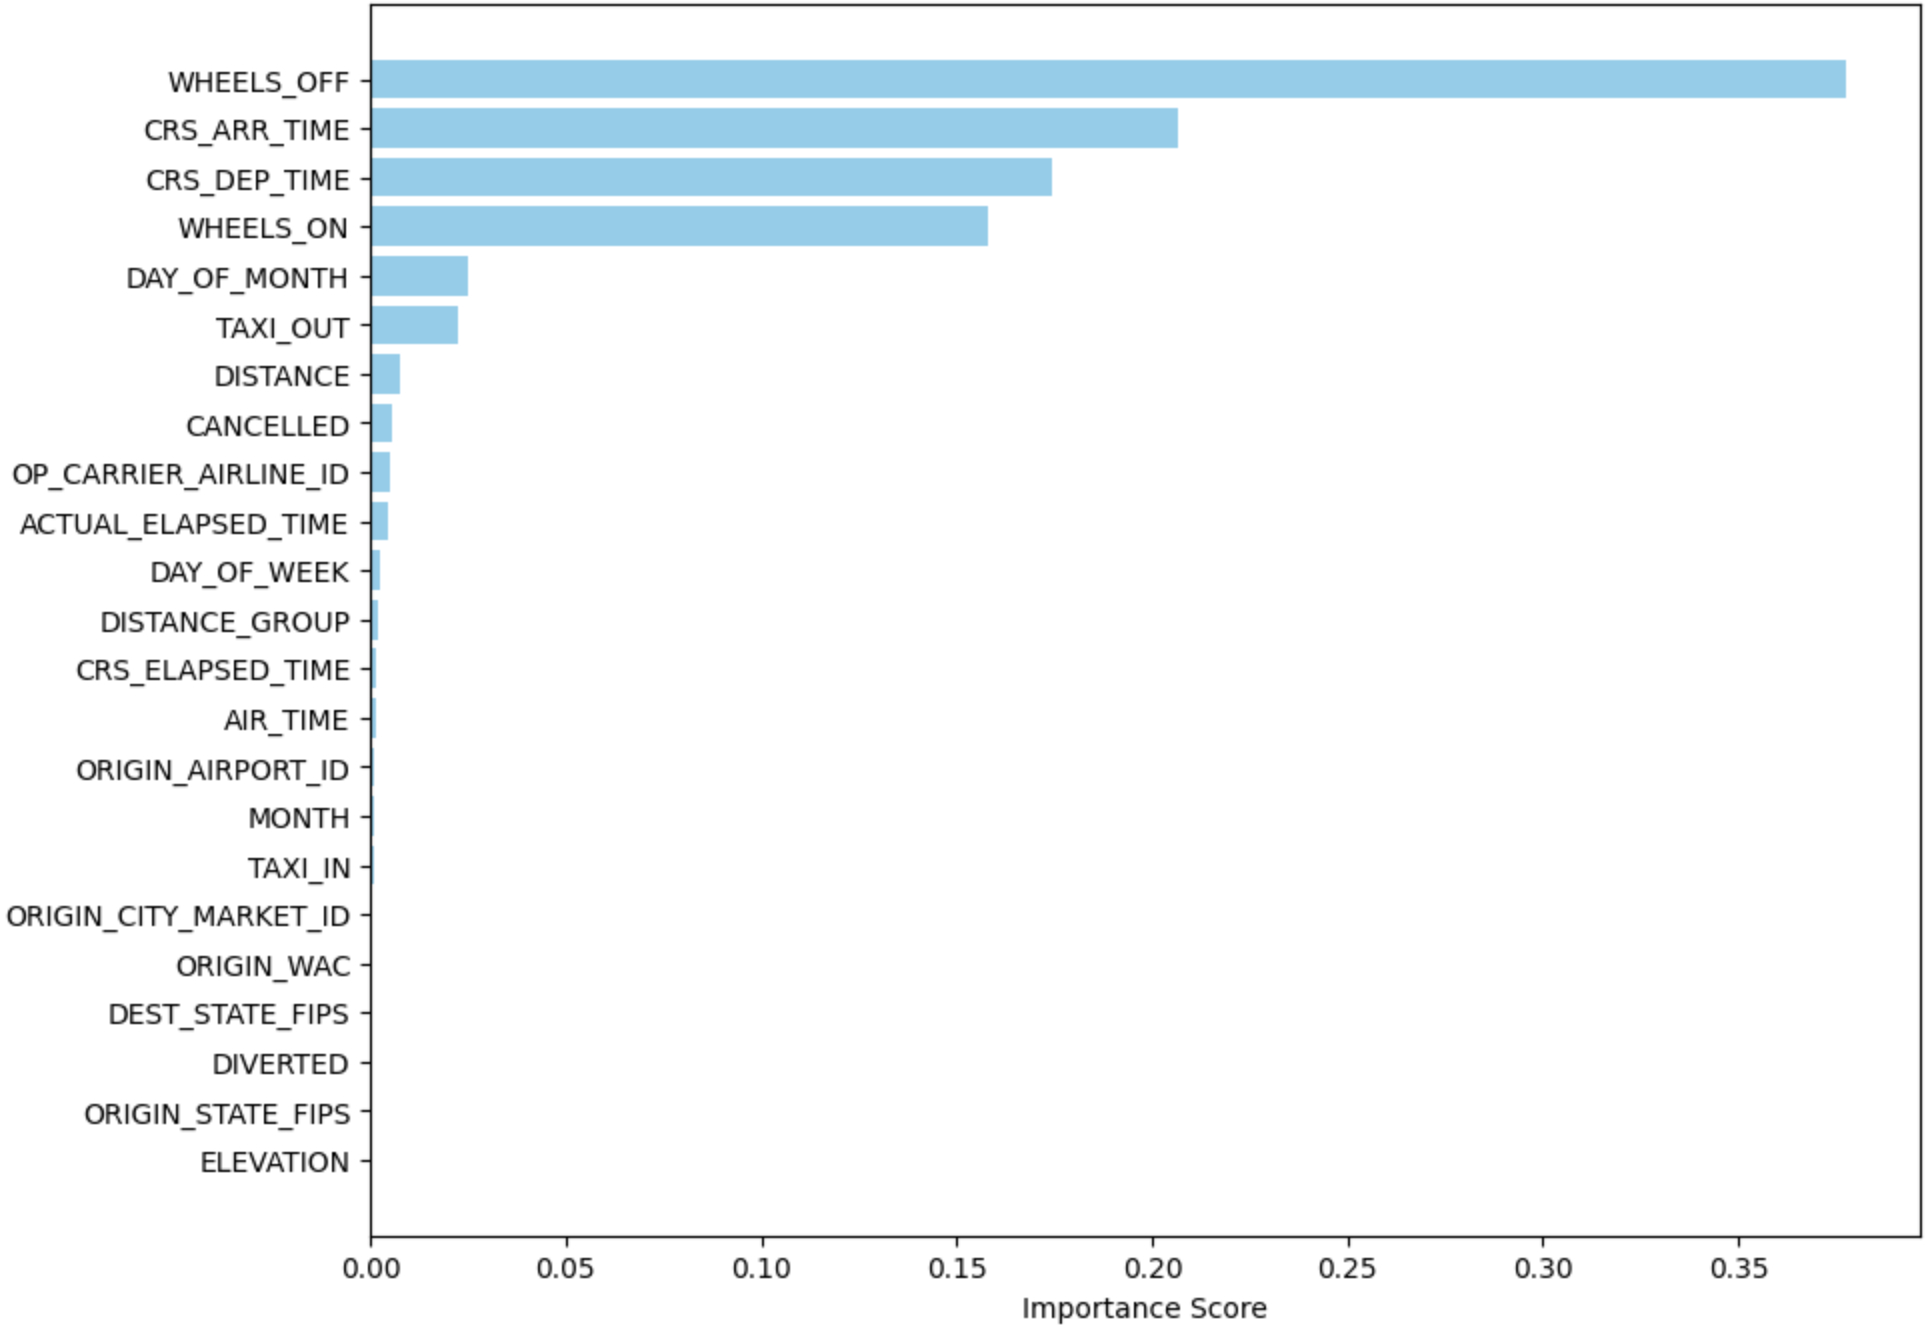 WHEELS_OFF
CRS_ARR_TIME
CRS_DEP_TIME
WHEELS_ON
DAY_OF_MONTH
TAXI_OUT
DISTANCE
CANCELLED
OP_CARRIER_AIRLINE_ID
ACTUAL_ELAPSED_TIME
DAY_OF_WEEK
DISTANCE_GROUP
CRS_ELAPSED_TIME
AIR_TIME
ORIGIN_AIRPORT_ID
MONTH
TAXI_IN
ORIGIN_CITY_MARKET_ID
ORIGIN_WAC
DEST_STATE_FIPS
DIVERTED
ORIGIN_STATE_FIPS
ELEVATION
0.00 0.05 0.10 0.15 0.20 0.25 0.30 0.35
Importance Score